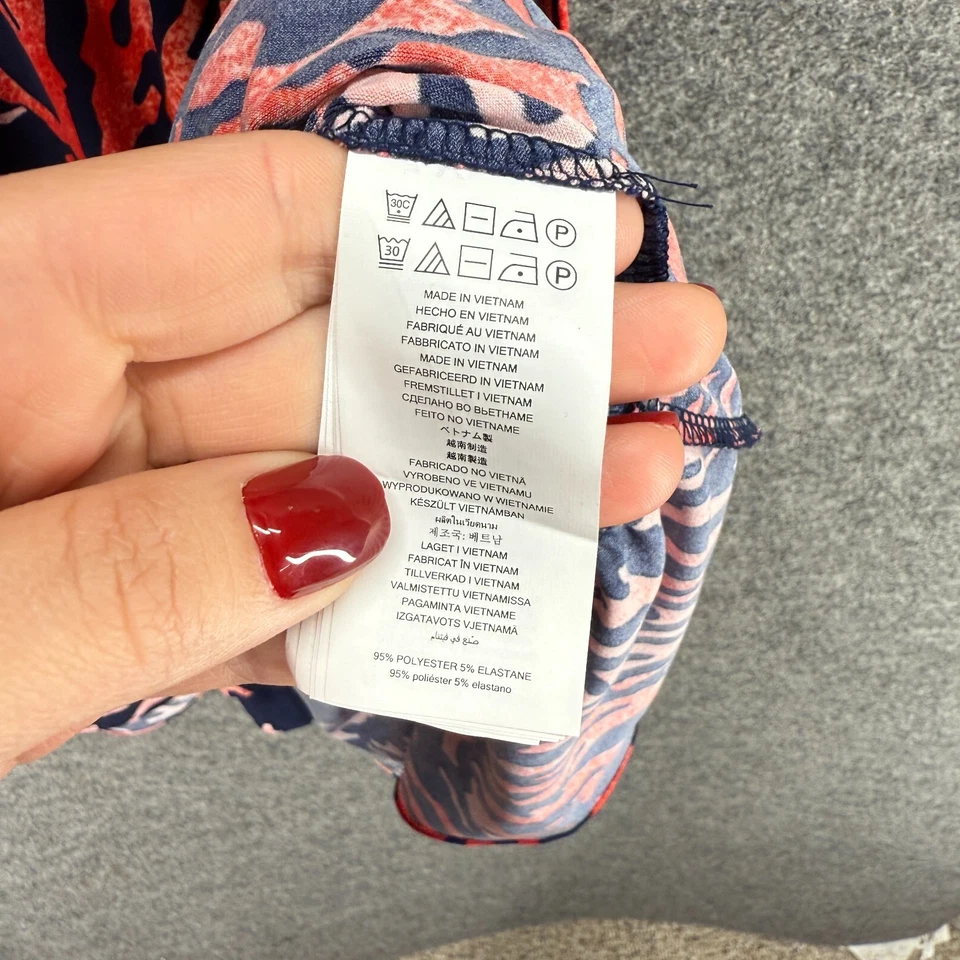 30C P
30 P
MADE IN VIETNAM
HECHO EN VIETNAM
FABRIQUÉ AU VIETNAM
FABBRICATO IN VIETNAM
MADE IN VIETNAM
GEFABRICEERD IN VIETNAM
FREMSTILLET I VIETNAM
СДЕЛАНО ВО ВЬЕТНАМЕ
FEITO NO VIETNAME
ベトナム製
越南制造
越南製造
FABRICADO NO VIETNÃ
VYROBENO VE VIETNAMU
WYPRODUKOWANO W WIETNAMIE
KÉSZÜLT VIETNÁMBAN
ผลิตในเวียดนาม
제조국: 베트남
LAGET I VIETNAM
FABRICAT ÎN VIETNAM
TILLVERKAD I VIETNAM
VALMISTETTU VIETNAMISSA
PAGAMINTA VIETNAME
IZGATAVOTS VJETNAMĀ
صنع في فيتنام
95% POLYESTER 5% ELASTANE
95% poliéster 5% elastano